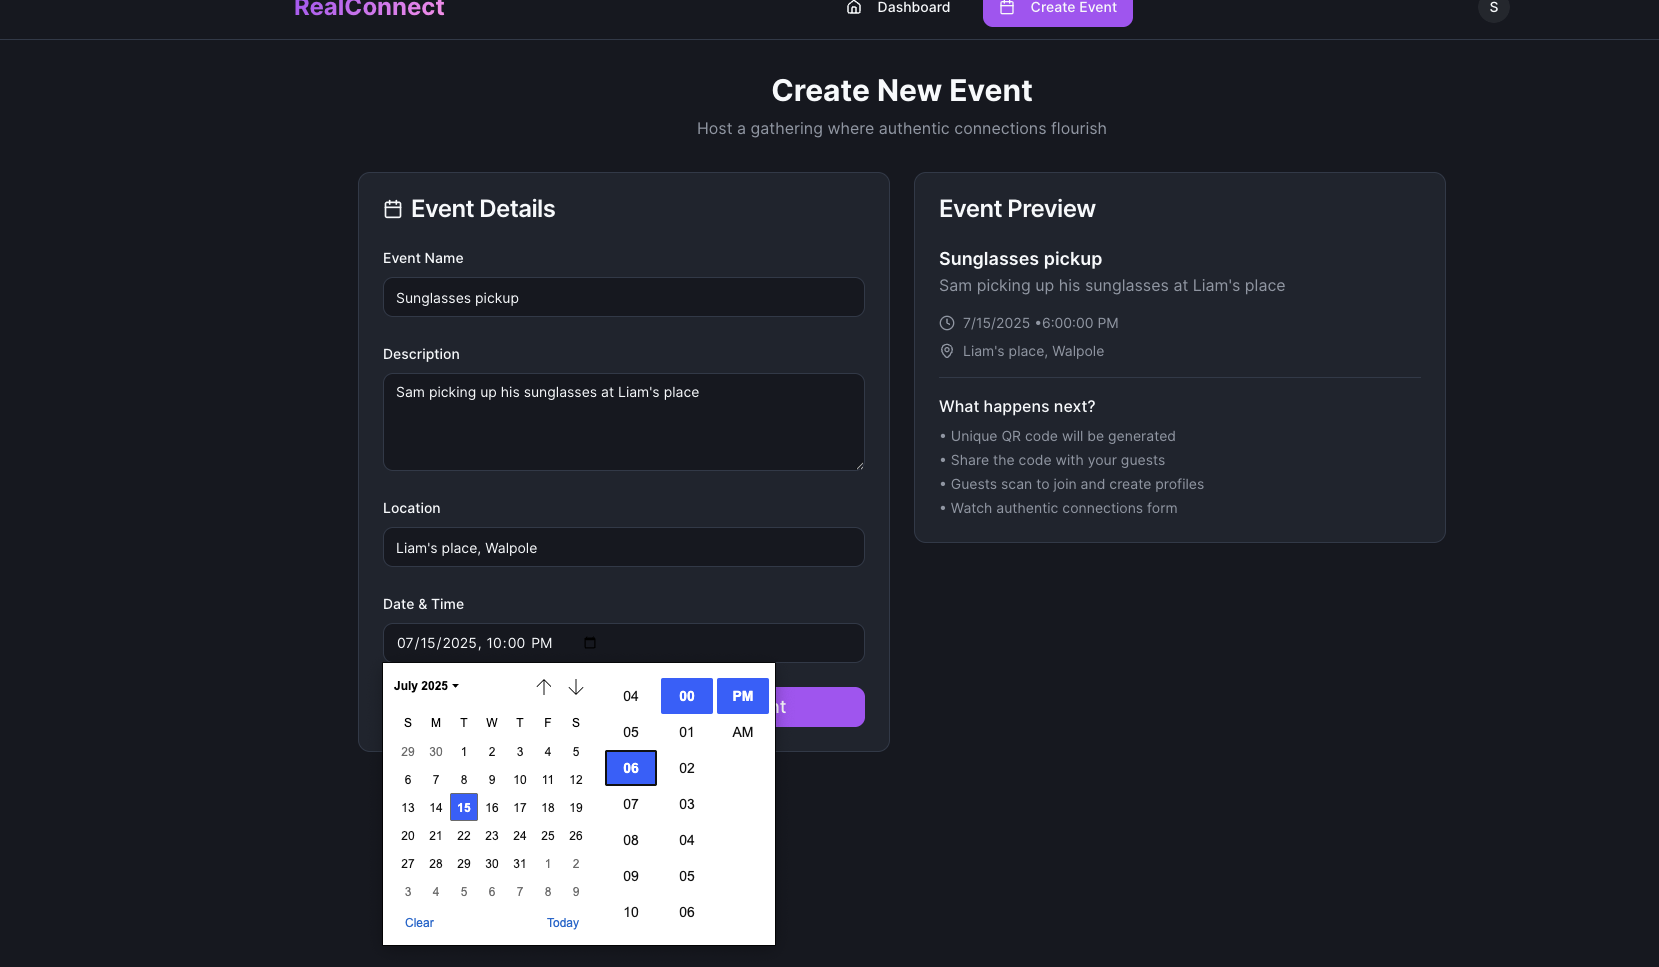 RealConnect
Dashboard
Create Event
S
Create New Event
Host a gathering where authentic connections flourish
Event Details
Event Name
Sunglasses pickup
Description
Sam picking up his sunglasses at Liam's place
Location
Liam's place, Walpole
Date & Time
07/15/2025, 10:00 PM
nt
July 2025
S M T W T F S
29 30 1 2 3 4 5
6 7 8 9 10 11 12
13 14 15 16 17 18 19
20 21 22 23 24 25 26
27 28 29 30 31 1 2
3 4 5 6 7 8 9
Clear Today
04 00 PM
05 01 AM
06 02
07 03
08 04
09 05
10 06
Event Preview
Sunglasses pickup
Sam picking up his sunglasses at Liam's place
7/15/2025 •6:00:00 PM
Liam's place, Walpole
What happens next?
• Unique QR code will be generated
• Share the code with your guests
• Guests scan to join and create profiles
• Watch authentic connections form